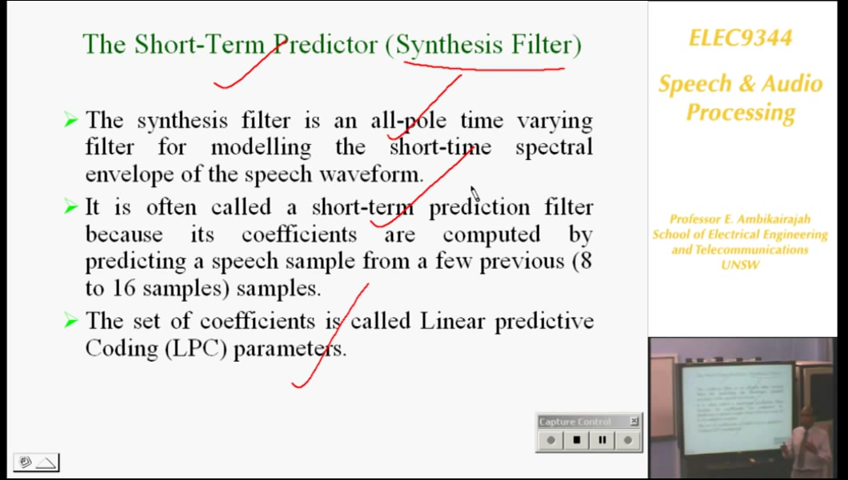 The Short-Term Predictor (Synthesis Filter)
The synthesis filter is an all-pole time varying
filter for modelling the short-time spectral
envelope of the speech waveform.
It is often called a short-term prediction filter
because its coefficients are computed by
predicting a speech sample from a few previous (8
to 16 samples) samples.
The set of coefficients is called Linear predictive
Coding (LPC) parameters.
Capture Control
ELEC9344
Speech & Audio
Processing
Professor E. Ambikairajah
School of Electrical Engineering
and Telecommunications
UNSW